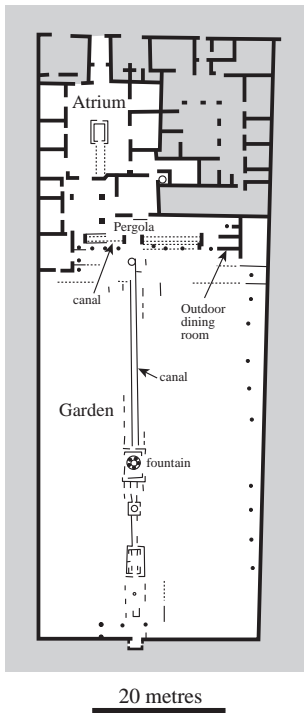 Atrium
Pergola
canal
Outdoor
dining
room
canal
Garden
fountain
20 metres